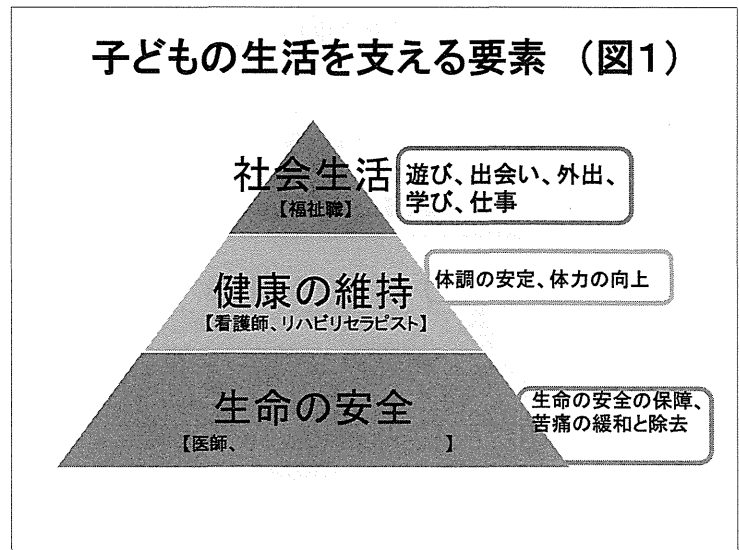 子どもの生活を支える要素 (図1)
社会生活
【福祉職】
遊び、出会い、外出、
学び、仕事
健康の維持
【看護師、リハビリセラピスト】
体調の安定、体力の向上
生命の安全
【医師、 】
生命の安全の保障、
苦痛の緩和と除去